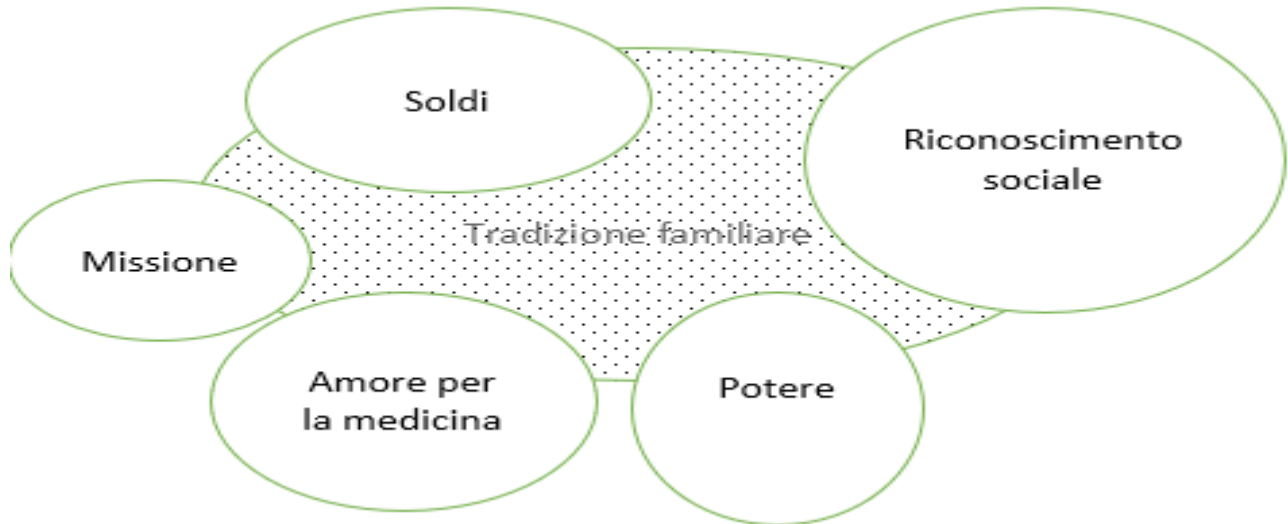 Soldi
Riconoscimento
sociale
Tradizione familiare
Missione
Amore per
la medicina
Potere